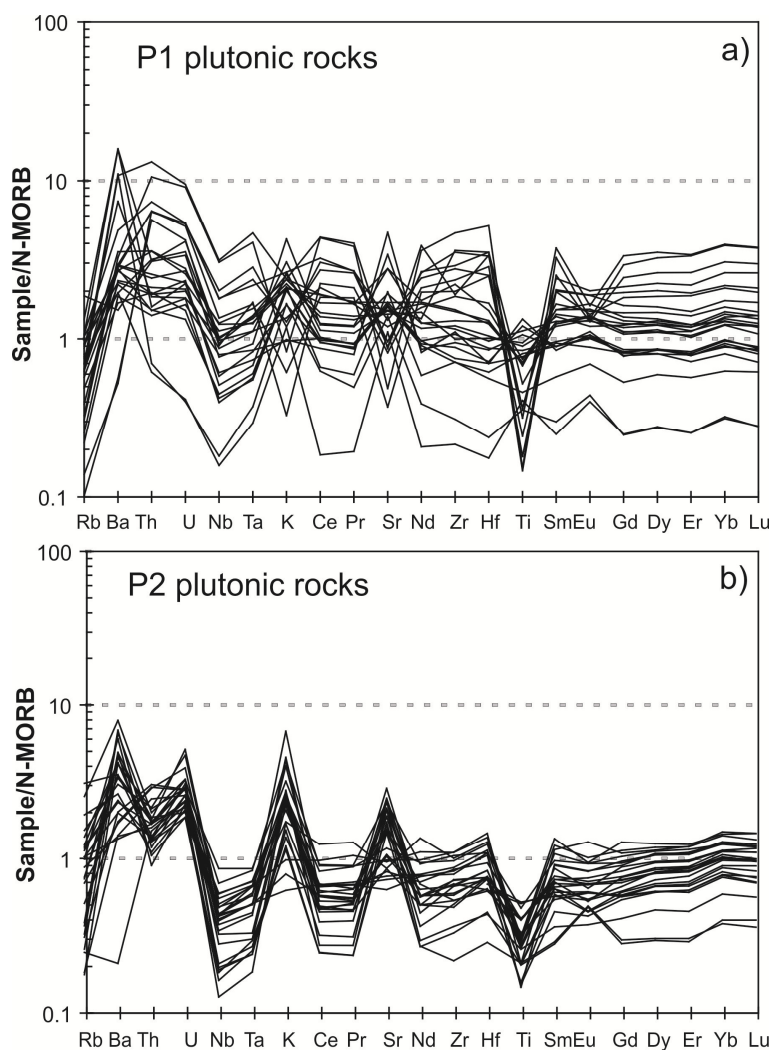 100
P1 plutonic rocks
a)
10
Sample/N-MORB
1
0.1
Rb Ba Th U Nb Ta K Ce Pr Sr Nd Zr Hf Ti SmEu Gd Dy Er Yb Lu
100
P2 plutonic rocks
b)
10
Sample/N-MORB
1
0.1
Rb Ba Th U Nb Ta K Ce Pr Sr Nd Zr Hf Ti Sm Eu Gd Dy Er Yb Lu